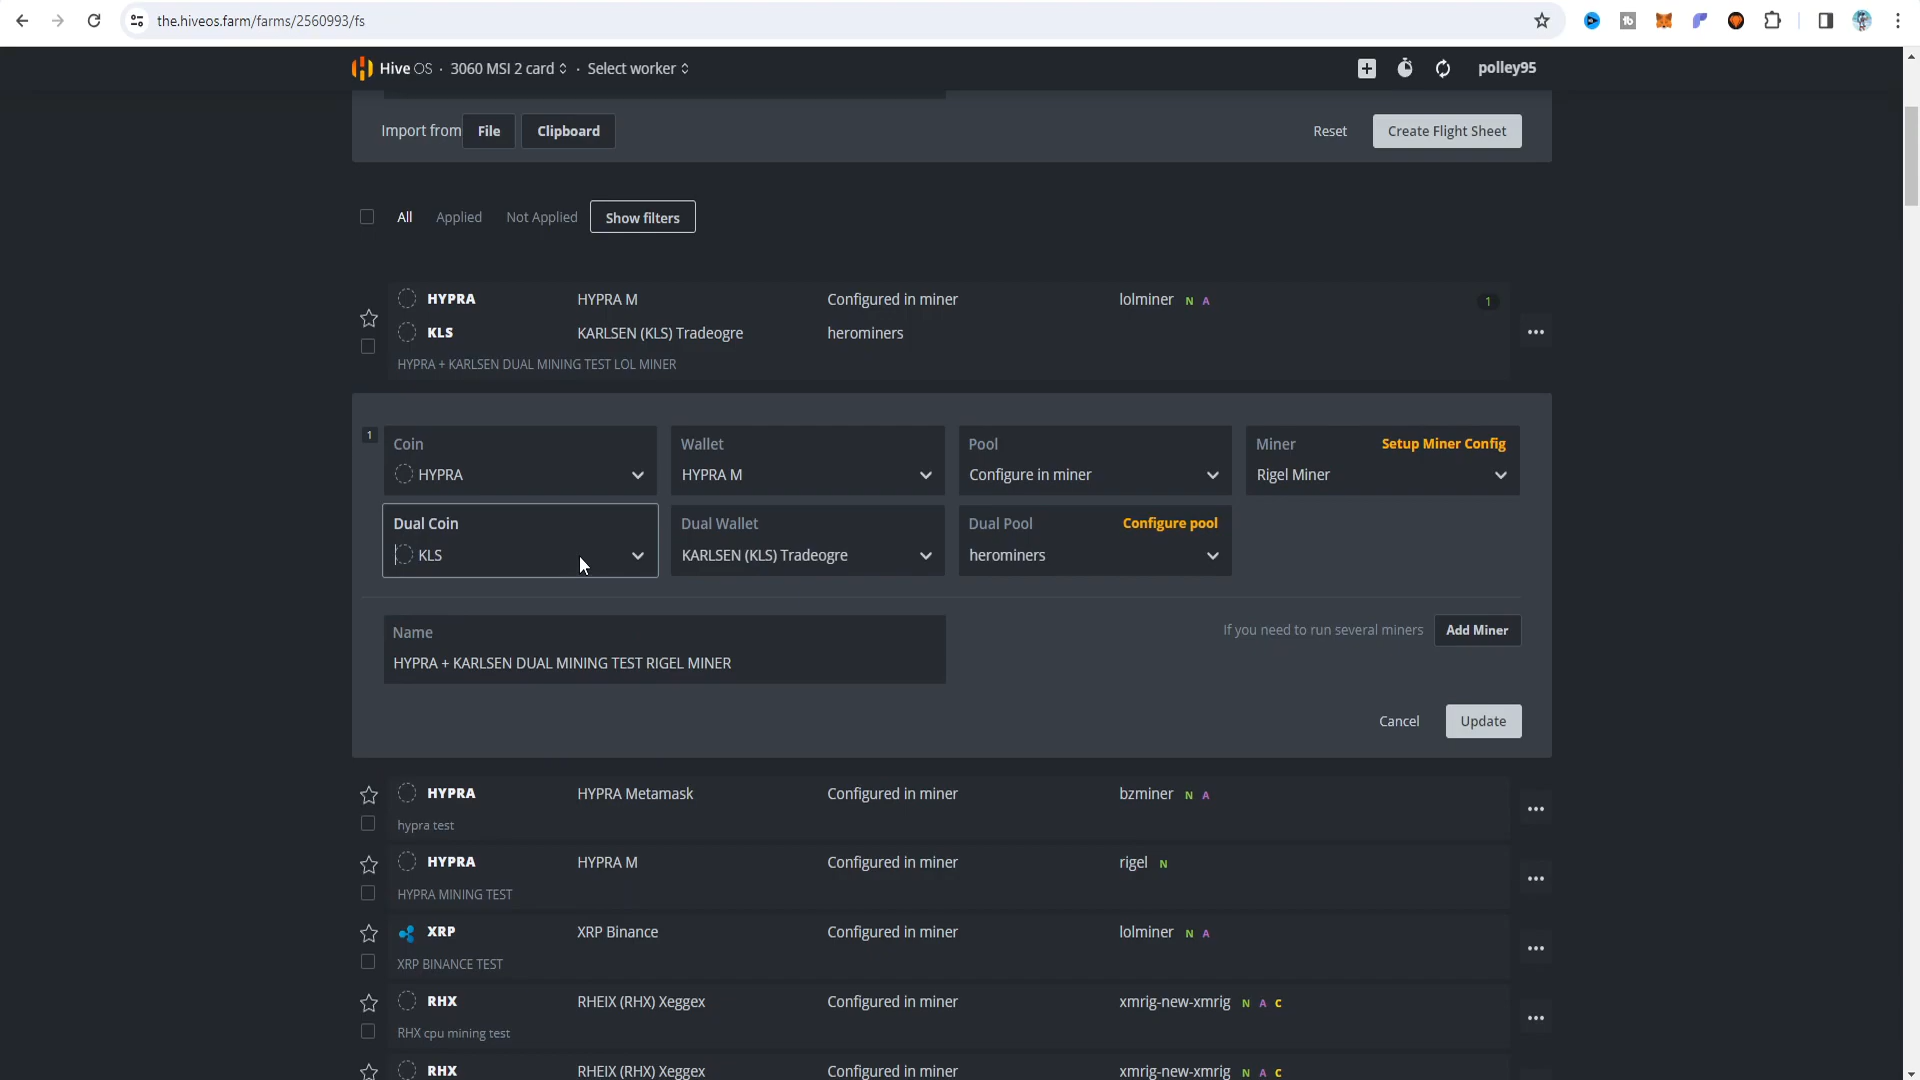 the.hiveos.farm/farms/2560993/fs
Hive OS · 3060 MSI 2 card · Select worker
polley95
Import from File Clipboard
Reset Create Flight Sheet
All Applied Not Applied Show filters
HYPRA HYPRA M Configured in miner lolminer N A 1
KLS KARLSEN (KLS) Tradeogre herominers
HYPRA + KARLSEN DUAL MINING TEST LOL MINER
1
Coin Wallet Pool Miner Setup Miner Config
HYPRA HYPRA M Configure in miner Rigel Miner
Dual Coin Dual Wallet Dual Pool Configure pool
KLS KARLSEN (KLS) Tradeogre herominers
Name
If you need to run several miners Add Miner
HYPRA + KARLSEN DUAL MINING TEST RIGEL MINER
Cancel Update
HYPRA HYPRA Metamask Configured in miner bzminer N A
hypra test
HYPRA HYPRA M Configured in miner rigel N
HYPRA MINING TEST
XRP XRP Binance Configured in miner lolminer N A
XRP BINANCE TEST
RHX RHEIX (RHX) Xeggex Configured in miner xmrig-new-xmrig N A C
RHX cpu mining test
RHX RHEIX (RHX) Xeggex Configured in miner xmrig-new-xmrig N A C